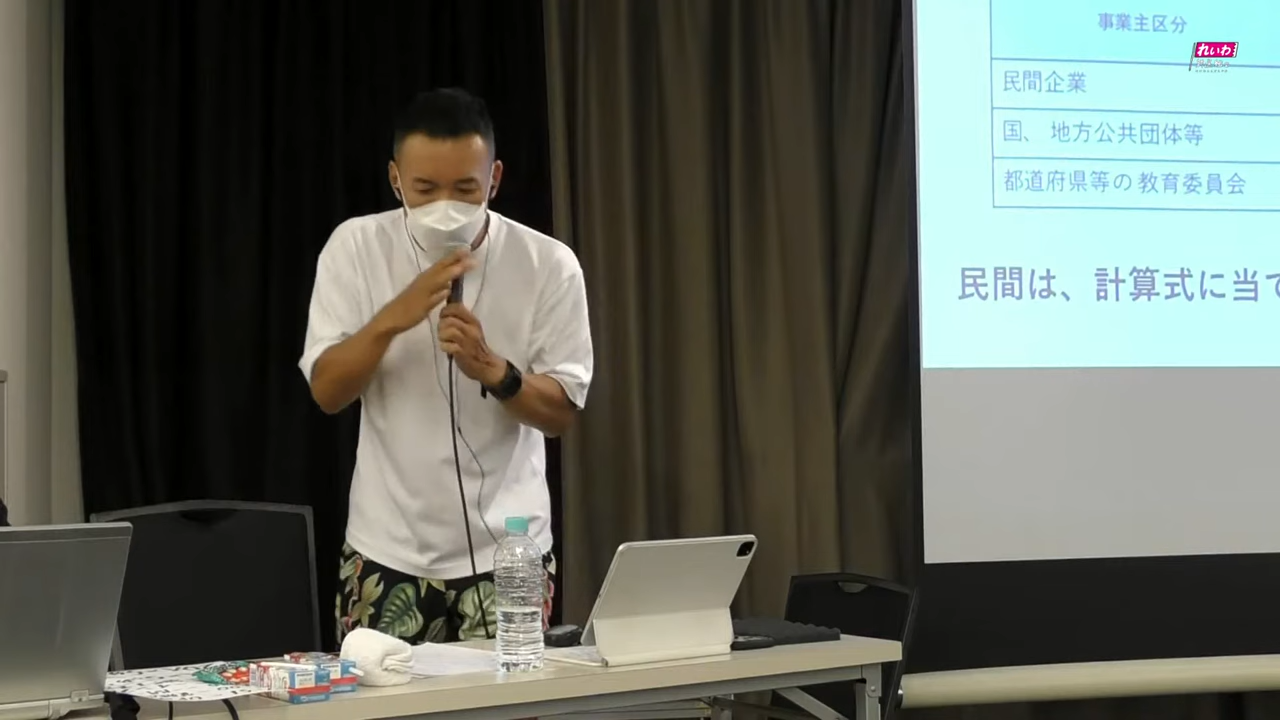 事業主区分
れいわ
民間企業
国、地方公共団体等
都道府県等の教育委員会
民間は、計算式に当て